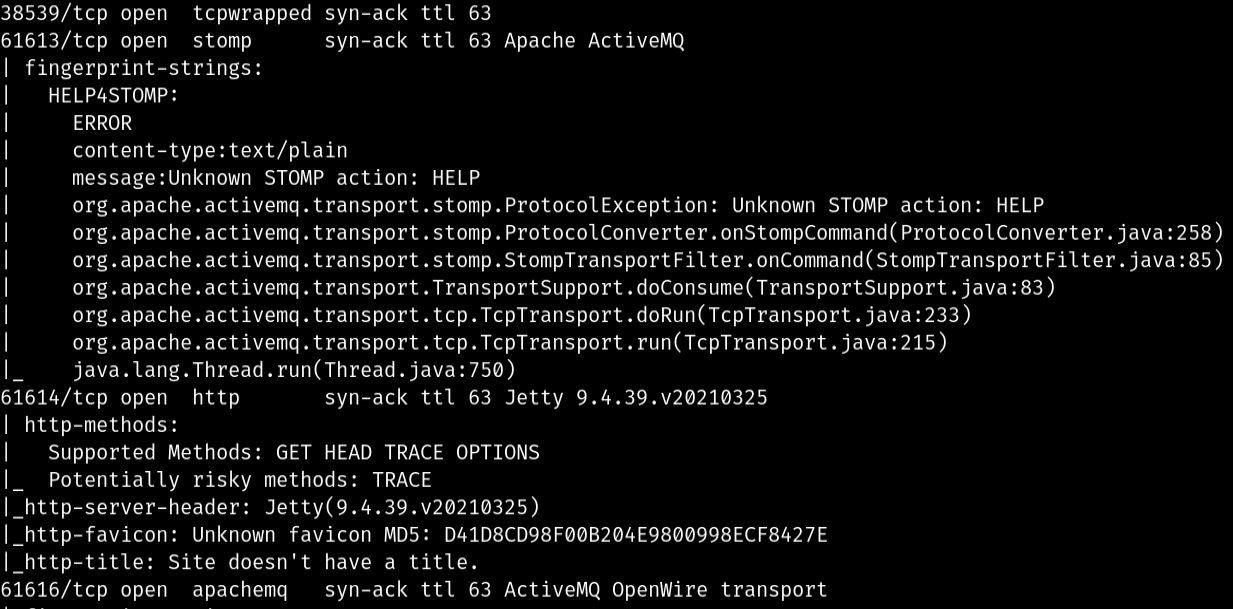 38539/tcp open  tcpwrapped syn-ack ttl 63
61613/tcp open  stomp      syn-ack ttl 63 Apache ActiveMQ
| fingerprint-strings:
|   HELP4STOMP:
|     ERROR
|     content-type:text/plain
|     message:Unknown STOMP action: HELP
|     org.apache.activemq.transport.stomp.ProtocolException: Unknown STOMP action: HELP
|     org.apache.activemq.transport.stomp.ProtocolConverter.onStompCommand(ProtocolConverter.java:258)
|     org.apache.activemq.transport.stomp.StompTransportFilter.onCommand(StompTransportFilter.java:85)
|     org.apache.activemq.transport.TransportSupport.doConsume(TransportSupport.java:83)
|     org.apache.activemq.transport.tcp.TcpTransport.doRun(TcpTransport.java:233)
|     org.apache.activemq.transport.tcp.TcpTransport.run(TcpTransport.java:215)
|_    java.lang.Thread.run(Thread.java:750)
61614/tcp open  http       syn-ack ttl 63 Jetty 9.4.39.v20210325
| http-methods:
|   Supported Methods: GET HEAD TRACE OPTIONS
|_  Potentially risky methods: TRACE
|_http-server-header: Jetty(9.4.39.v20210325)
|_http-favicon: Unknown favicon MD5: D41D8CD98F00B204E9800998ECF8427E
|_http-title: Site doesn't have a title.
61616/tcp open  apachemq   syn-ack ttl 63 ActiveMQ OpenWire transport